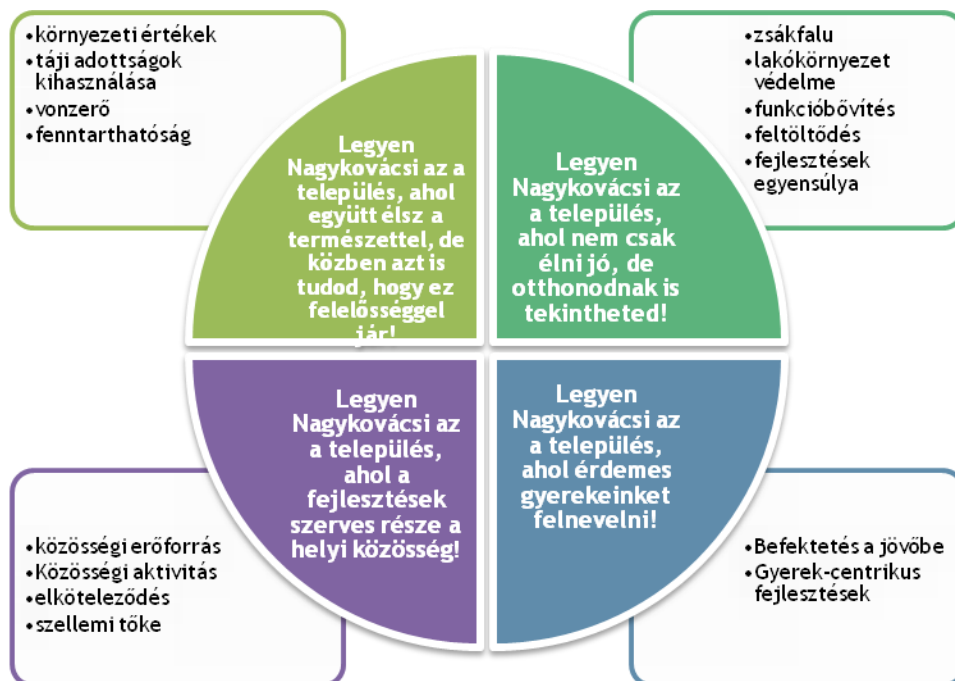 •környezeti értékek
•táji adottságok
kihasználása
•vonzerő
•fenntarthatóság
•zsákfalu
•lakókörnyezet
védelme
•funkcióbővítés
•feltöltődés
•fejlesztések
egyensúlya
Legyen
Nagykovácsi az a
település, ahol
együtt élsz a
természettel, de
közben azt is
tudod, hogy ez
felelősséggel
jár!
Legyen
Nagykovácsi az
a település,
ahol nem csak
élni jó, de
otthonodnak is
tekintheted!
Legyen
Nagykovácsi az
a település,
ahol a
fejlesztések
szerves része a
helyi közösség!
Legyen
Nagykovácsi az
a település,
ahol érdemes
gyerekeinket
felnevelni!
•közösségi erőforrás
•Közösségi aktivitás
•elköteleződés
•szellemi tőke
•Befektetés a jövőbe
•Gyerek-centrikus
fejlesztések